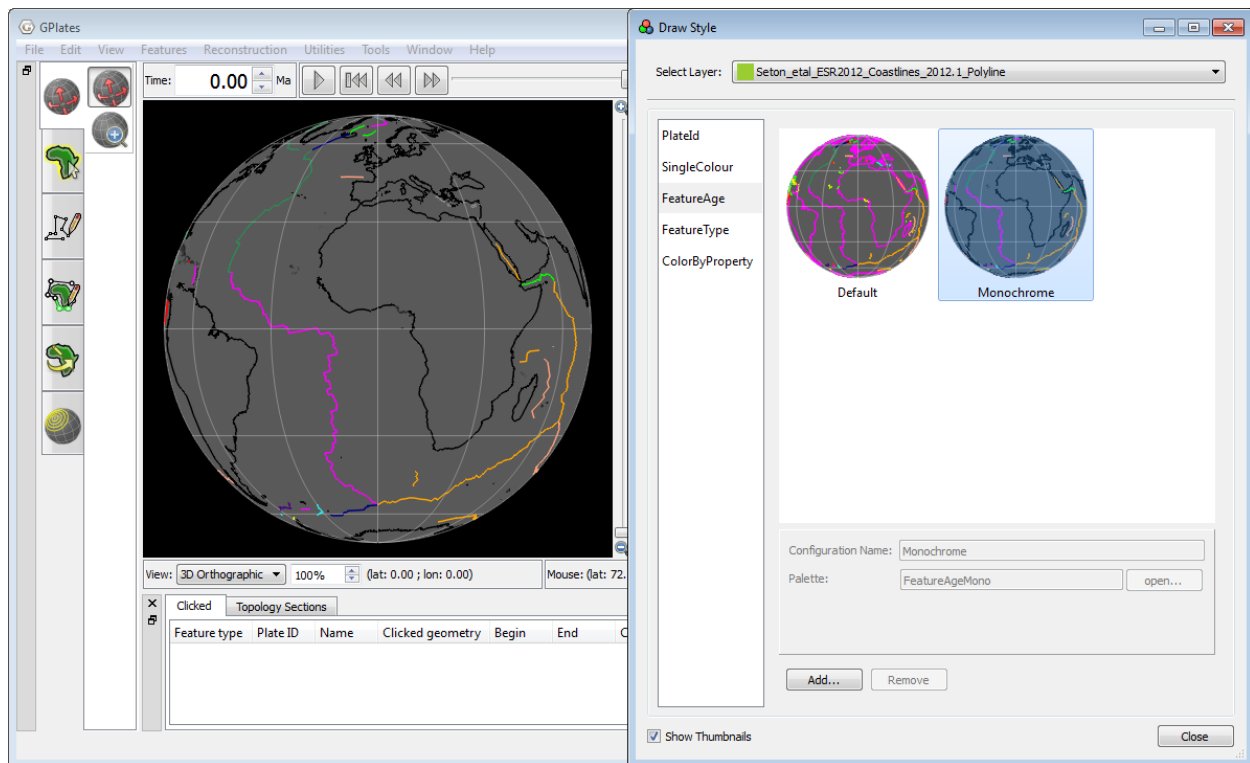 GPlates
File Edit View Features Reconstruction Utilities Tools Window Help
Time: 0.00 Ma
View: 3D Orthographic 100% (lat: 0.00 ; lon: 0.00) Mouse: (lat: 72.
Clicked Topology Sections
Feature type Plate ID Name Clicked geometry Begin End C
Draw Style
Select Layer: Seton_etal_ESR2012_Coastlines_2012.1_Polyline
PlateId
SingleColour
FeatureAge
FeatureType
ColorByProperty
Default Monochrome
Configuration Name: Monochrome
Palette: FeatureAgeMono open...
Add... Remove
Show Thumbnails Close